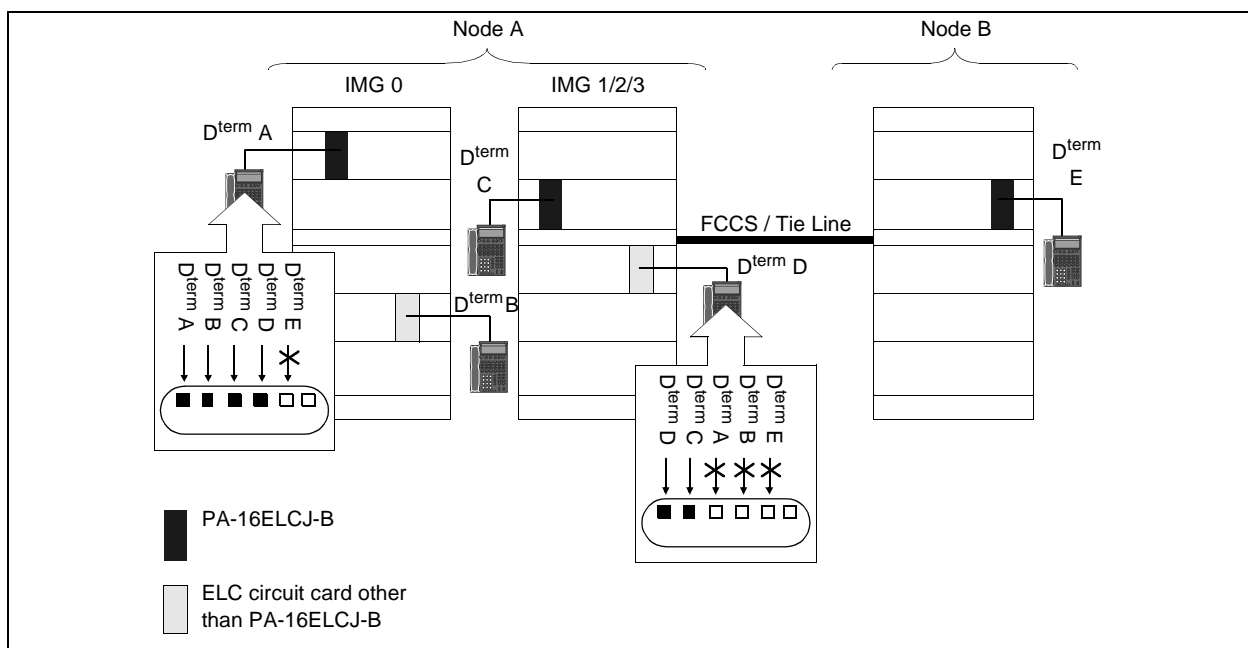 Node A
Node B
IMG 0
IMG 1/2/3
Dterm A
Dterm
C
Dterm
E
FCCS / Tie Line
Dterm D
Dterm B
Dterm A
Dterm B
Dterm C
Dterm D
Dterm E
Dterm D
Dterm C
Dterm A
Dterm B
Dterm E
PA-16ELCJ-B
ELC circuit card other
than PA-16ELCJ-B